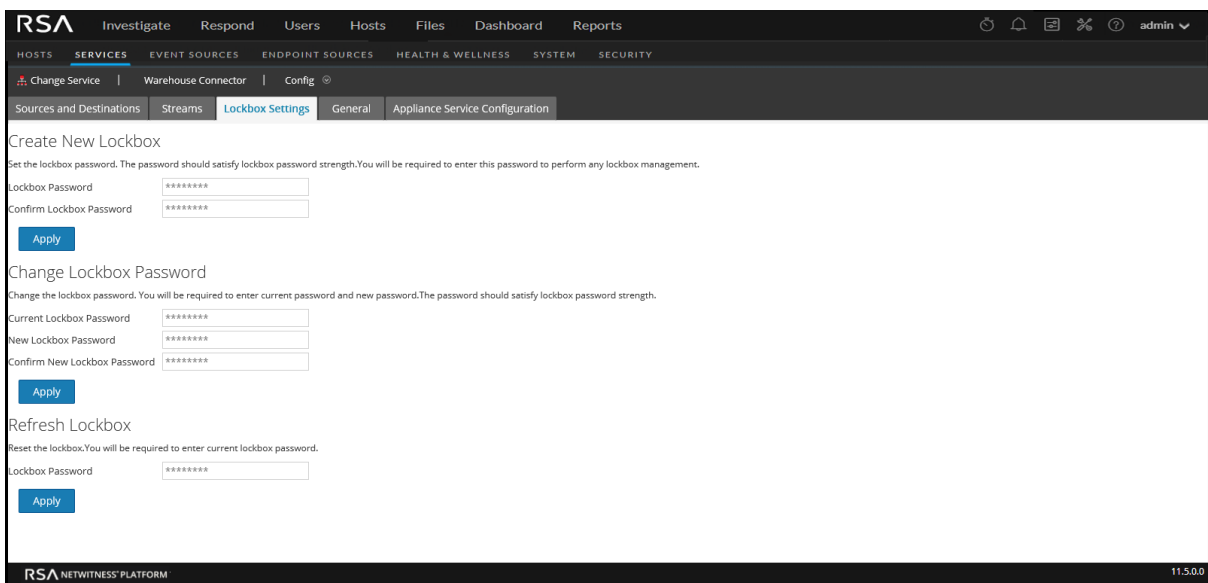 RSA Investigate Respond Users Hosts Files Dashboard Reports admin
HOSTS SERVICES EVENT SOURCES ENDPOINT SOURCES HEALTH & WELLNESS SYSTEM SECURITY
Change Service | Warehouse Connector | Config
Sources and Destinations Streams Lockbox Settings General Appliance Service Configuration
Create New Lockbox
Set the lockbox password. The password should satisfy lockbox password strength.You will be required to enter this password to perform any lockbox management.
Lockbox Password ********
Confirm Lockbox Password ********
Apply
Change Lockbox Password
Change the lockbox password. You will be required to enter current password and new password.The password should satisfy lockbox password strength.
Current Lockbox Password ********
New Lockbox Password ********
Confirm New Lockbox Password ********
Apply
Refresh Lockbox
Reset the lockbox.You will be required to enter current lockbox password.
Lockbox Password ********
Apply
RSA NETWITNESS PLATFORM 11.5.0.0